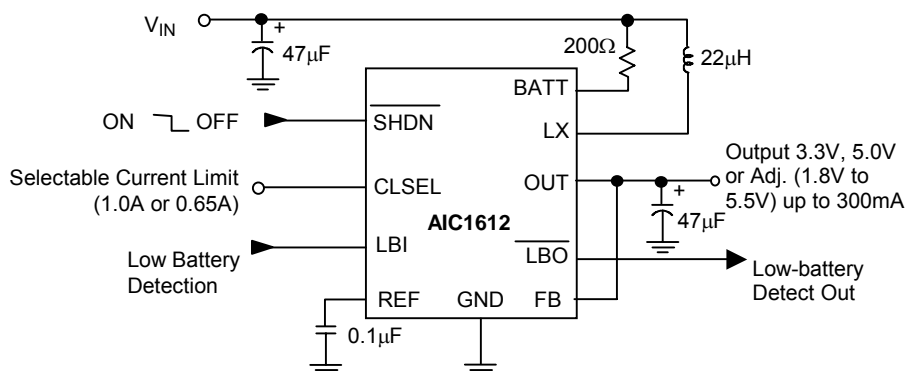 VIN
+
47μF
200Ω
22μH
BATT
LX
ON OFF
SHDN
Selectable Current Limit
(1.0A or 0.65A)
CLSEL
OUT
+
47μF
Output 3.3V, 5.0V
or Adj. (1.8V to
5.5V) up to 300mA
AIC1612
Low Battery
Detection
LBI
LBO
Low-battery
Detect Out
REF
GND
FB
0.1μF